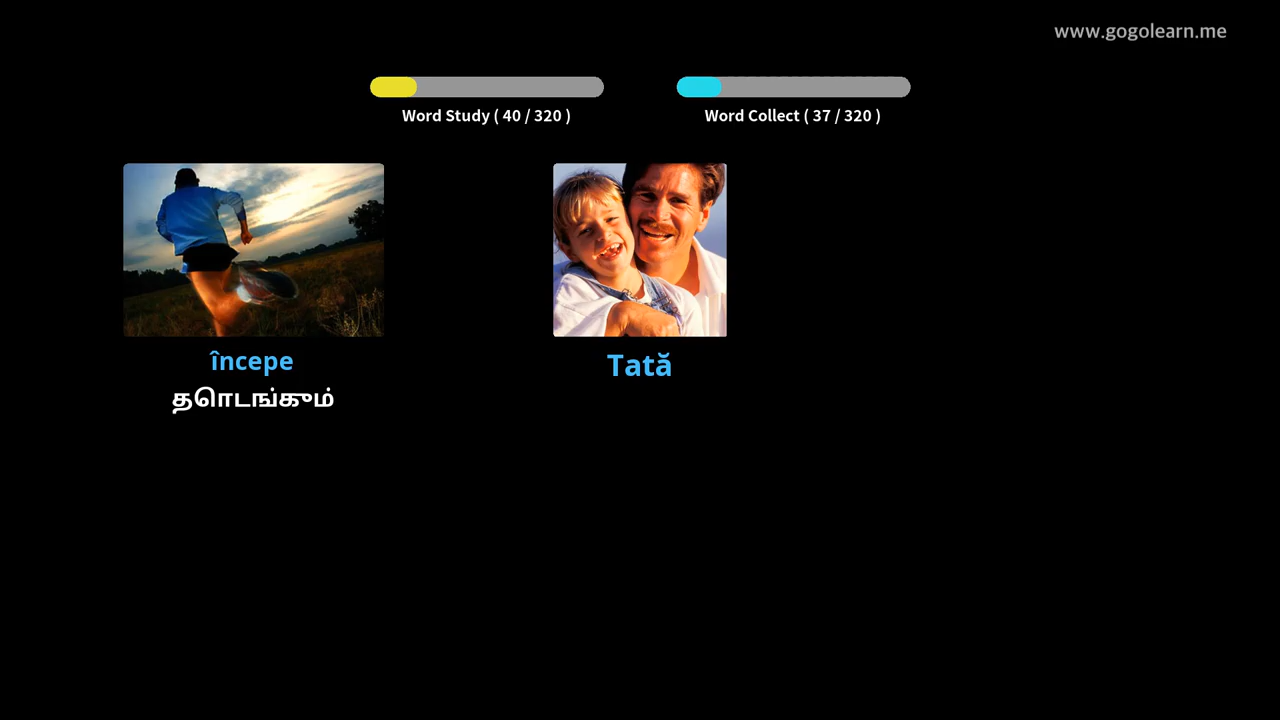 www.gogolearn.me
Word Study ( 40 / 320 )
Word Collect ( 37 / 320 )
începe
தொடங்கும்
Tată